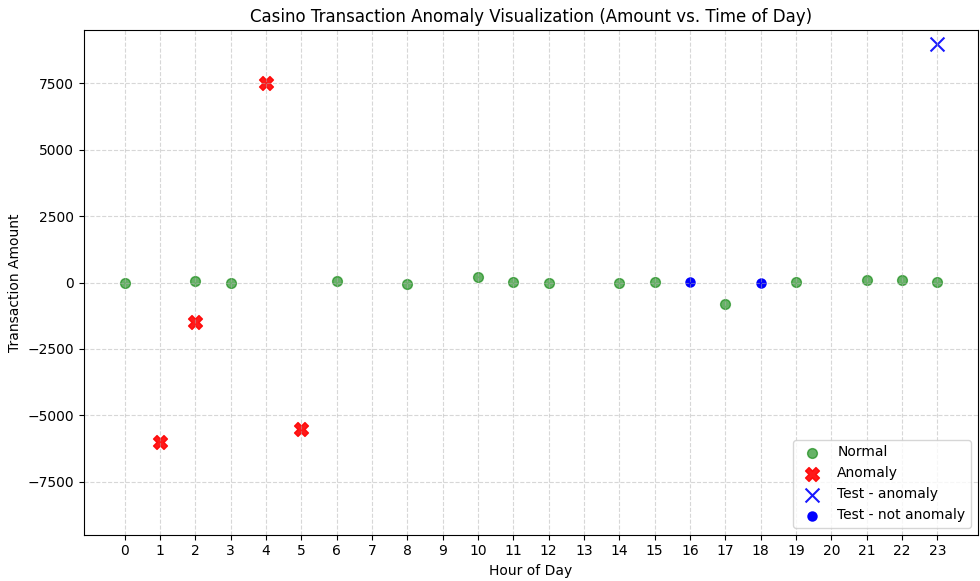 Casino Transaction Anomaly Visualization (Amount vs. Time of Day)
Transaction Amount
7500
5000
2500
0
−2500
−5000
−7500
Normal
Anomaly
Test - anomaly
Test - not anomaly
0 1 2 3 4 5 6 7 8 9 10 11 12 13 14 15 16 17 18 19 20 21 22 23
Hour of Day